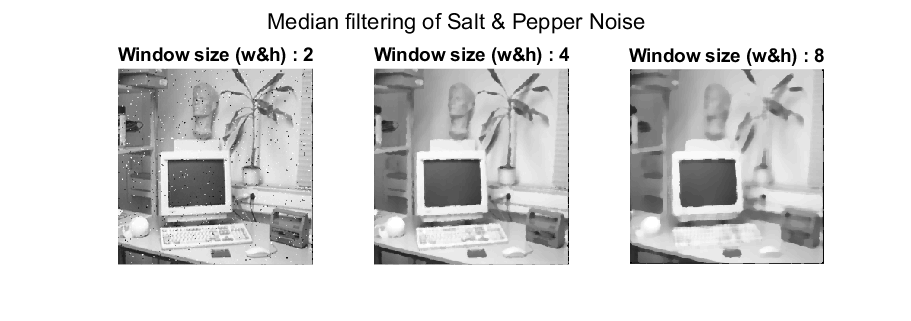 Median filtering of Salt & Pepper Noise
Window size (w&h) : 2
Window size (w&h) : 4
Window size (w&h) : 8